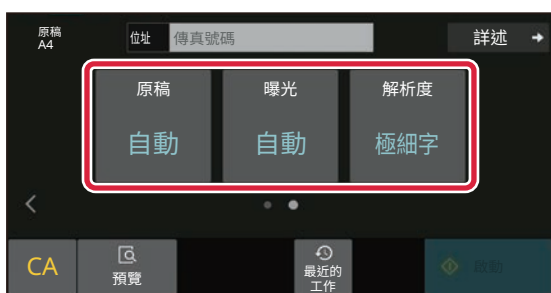 原稿
A4
位址
傳真號碼
詳述
原稿
自動
曝光
自動
解析度
極細字
CA
預覽
最近的
工作
啟動